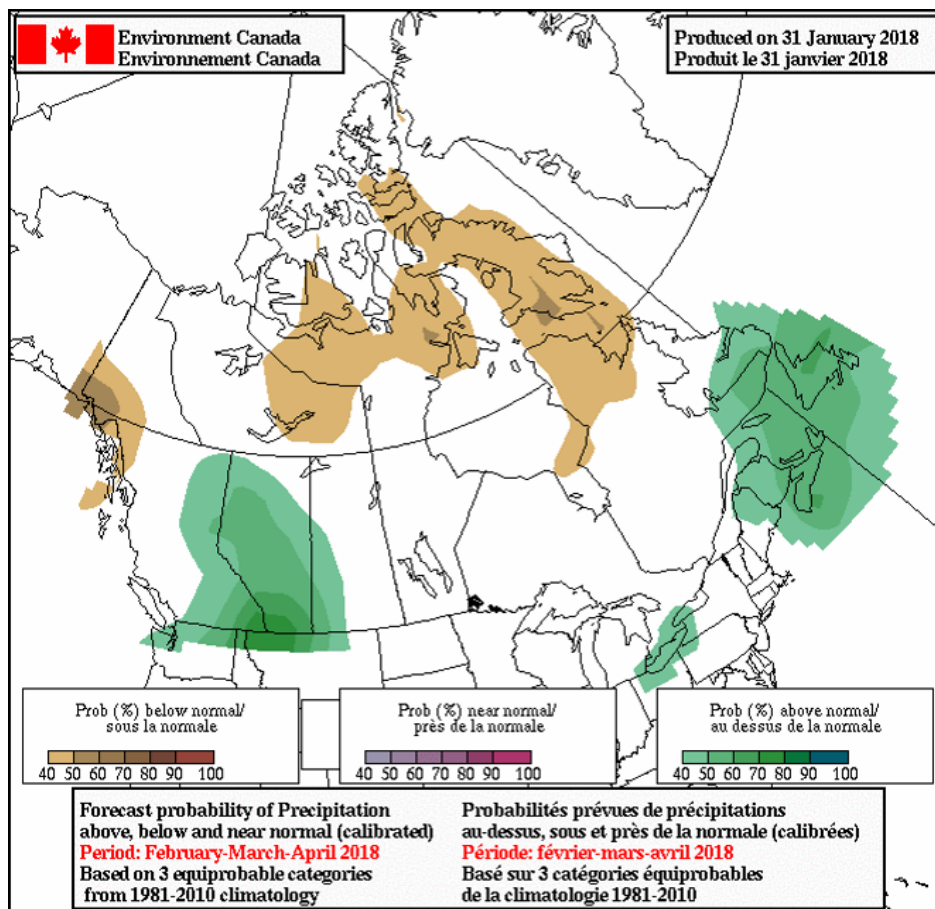 Environment Canada
Environnement Canada
Produced on 31 January 2018
Produit le 31 janvier 2018
Prob (%) below normal/
sous la normale
40 50 60 70 80 90 100
Prob (%) near normal/
près de la normale
40 50 60 70 80 90 100
Prob (%) above normal/
au dessus de la normale
40 50 60 70 80 90 100
Forecast probability of Precipitation
above, below and near normal (calibrated)
Period: February-March-April 2018
Based on 3 equiprobable categories
from 1981-2010 climatology
Probabilités prévues de précipitations
au-dessus, sous et près de la normale (calibrées)
Période: février-mars-avril 2018
Basé sur 3 catégories équiprobables
de la climatologie 1981-2010